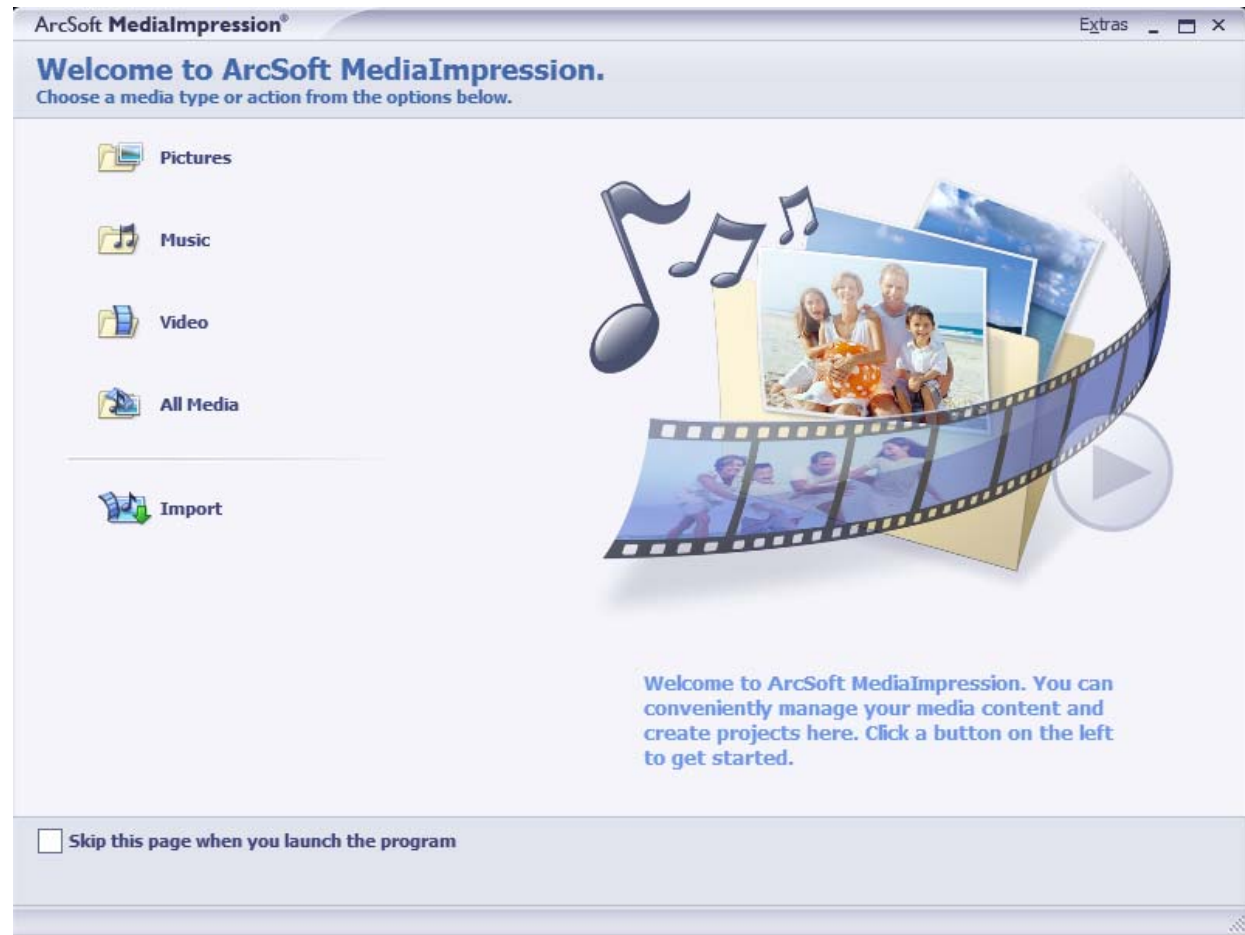 ArcSoft MediaImpression®
Extras
Welcome to ArcSoft MediaImpression.
Choose a media type or action from the options below.
Pictures
Music
Video
All Media
Import
Welcome to ArcSoft MediaImpression. You can
conveniently manage your media content and
create projects here. Click a button on the left
to get started.
Skip this page when you launch the program